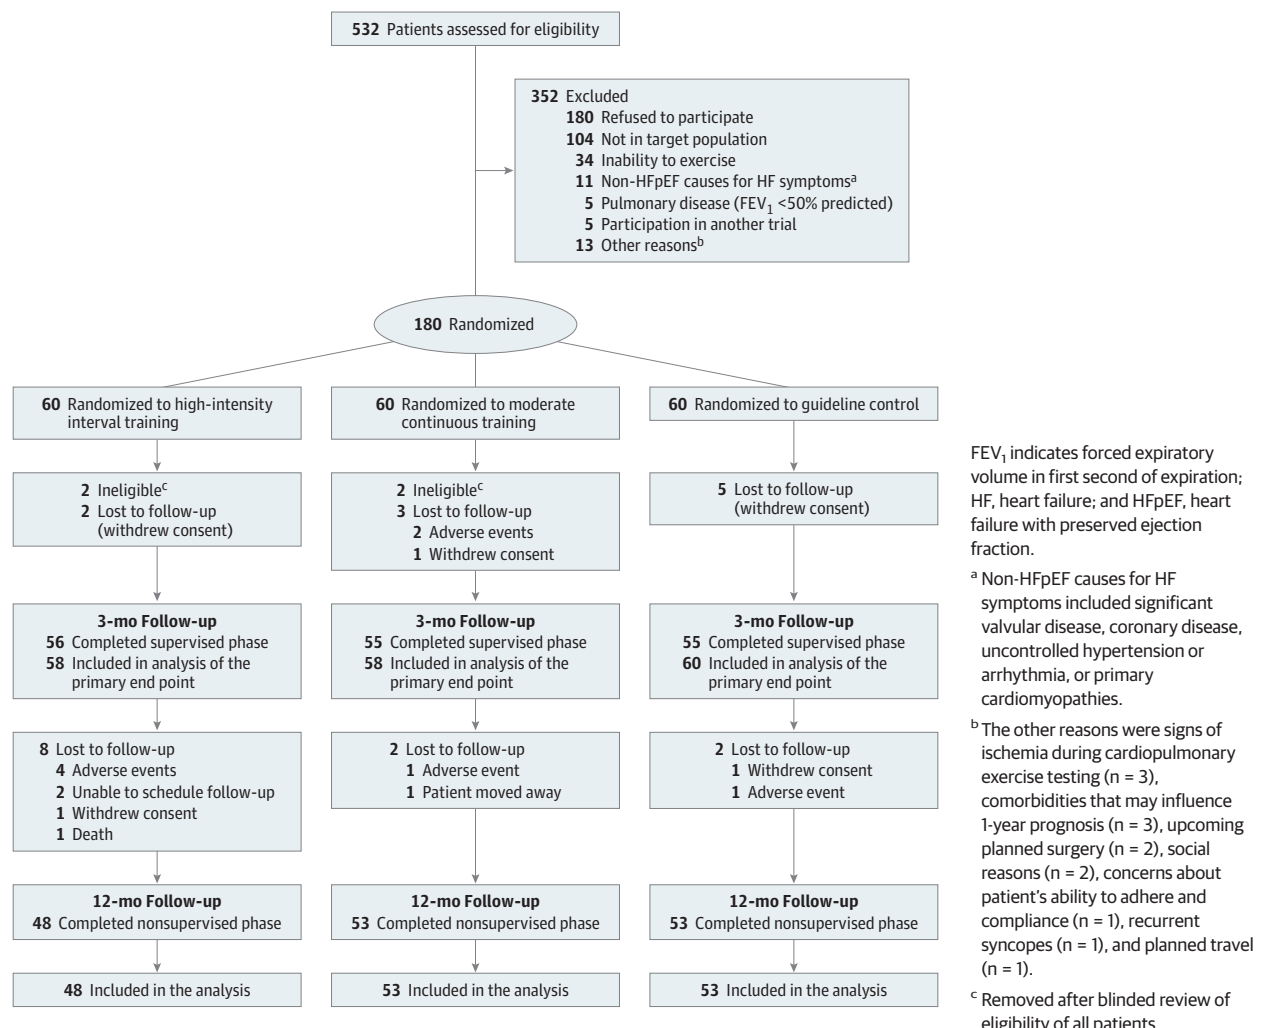 532 Patients assessed for eligibility
352 Excluded
180 Refused to participate
104 Not in target population
34 Inability to exercise
11 Non-HFpEF causes for HF symptomsa
5 Pulmonary disease (FEV1 <50% predicted)
5 Participation in another trial
13 Other reasonsb
180 Randomized
60 Randomized to high-intensity
interval training
2 Ineligiblec
2 Lost to follow-up
(withdrew consent)
3-mo Follow-up
56 Completed supervised phase
58 Included in analysis of the
primary end point
8 Lost to follow-up
4 Adverse events
2 Unable to schedule follow-up
1 Withdrew consent
1 Death
12-mo Follow-up
48 Completed nonsupervised phase
48 Included in the analysis
60 Randomized to moderate
continuous training
2 Ineligiblec
3 Lost to follow-up
2 Adverse events
1 Withdrew consent
3-mo Follow-up
55 Completed supervised phase
58 Included in analysis of the
primary end point
2 Lost to follow-up
1 Adverse event
1 Patient moved away
12-mo Follow-up
53 Completed nonsupervised phase
53 Included in the analysis
60 Randomized to guideline control
5 Lost to follow-up
(withdrew consent)
3-mo Follow-up
55 Completed supervised phase
60 Included in analysis of the
primary end point
2 Lost to follow-up
1 Withdrew consent
1 Adverse event
12-mo Follow-up
53 Completed nonsupervised phase
53 Included in the analysis
FEV1 indicates forced expiratory
volume in first second of expiration;
HF, heart failure; and HFpEF, heart
failure with preserved ejection
fraction.
a Non-HFpEF causes for HF
symptoms included significant
valvular disease, coronary disease,
uncontrolled hypertension or
arrhythmia, or primary
cardiomyopathies.
b The other reasons were signs of
ischemia during cardiopulmonary
exercise testing (n = 3),
comorbidities that may influence
1-year prognosis (n = 3), upcoming
planned surgery (n = 2), social
reasons (n = 2), concerns about
patient's ability to adhere and
compliance (n = 1), recurrent
syncopes (n = 1), and planned travel
(n = 1).
c Removed after blinded review of
eligibility of all patients